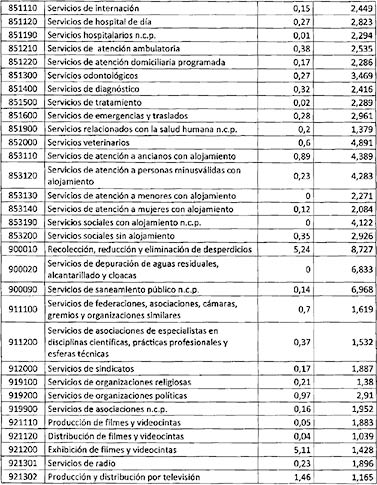 851110 Servicios de internación 0,15 2,449
851120 Servicios de hospital de día 0,27 2,823
851190 Servicios hospitalarios n.c.p. 0,01 2,294
851210 Servicios de atención ambulatoria 0,38 2,535
851220 Servicios de atención domiciliaria programada 0,17 2,286
851300 Servicios odontológicos 0,27 3,469
851400 Servicios de diagnóstico 0,32 2,416
851500 Servicios de tratamiento 0,02 2,289
851600 Servicios de emergencias y traslados 0,28 2,961
851900 Servicios relacionados con la salud humana n.c.p. 0,2 1,379
852000 Servicios veterinarios 0,6 4,891
853110 Servicios de atención a ancianos con alojamiento 0,89 4,389
853120 Servicios de atención a personas minusválidas con
alojamiento 0,23 4,283
853130 Servicios de atención a menores con alojamiento 0 2,271
853140 Servicios de atención a mujeres con alojamiento 0,12 2,084
853190 Servicios sociales con alojamiento n.c.p. 0 4,122
853200 Servicios sociales sin alojamiento 0,35 2,926
900010 Recolección, reducción y eliminación de desperdicios 5,24 8,727
900020 Servicios de depuración de aguas residuales,
alcantarillado y cloacas 0 6,833
900090 Servicios de saneamiento público n.c.p. 0,14 6,968
911100 Servicios de federaciones, asociaciones, cámaras,
gremios y organizaciones similares 0,7 1,619
911200 Servicios de asociaciones de especialistas en
disciplinas científicas, prácticas profesionales y
esferas técnicas 0,37 1,532
912000 Servicios de sindicatos 0,17 1,887
919100 Servicios de organizaciones religiosas 0,21 1,38
919200 Servicios de organizaciones políticas 0,97 2,91
919900 Servicios de asociaciones n.c.p. 0,16 1,952
921110 Producción de filmes y videocintas 0,05 1,883
921120 Distribución de filmes y videocintas 0,04 1,039
921200 Exhibición de filmes y videocintas 5,11 1,428
921301 Servicios de radio 0,23 1,896
921302 Producción y distribución por televisión 1,46 1,165